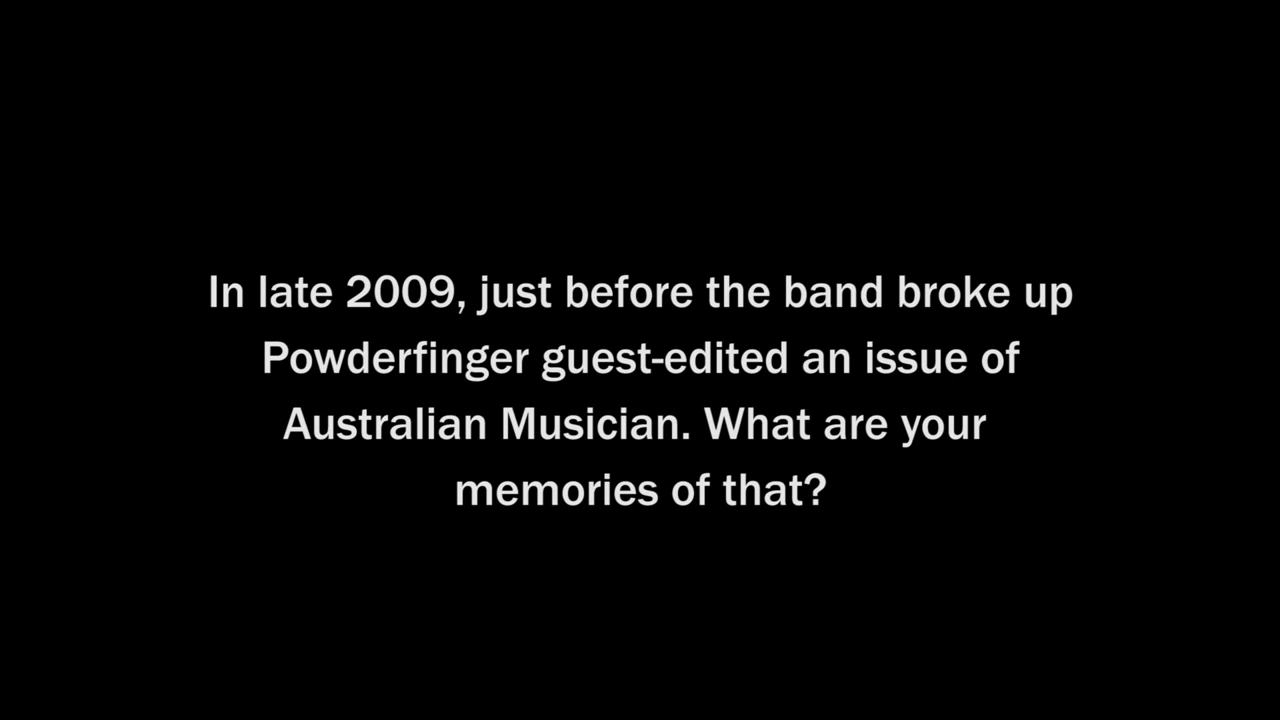 In late 2009, just before the band broke up
Powderfinger guest-edited an issue of
Australian Musician. What are your
memories of that?